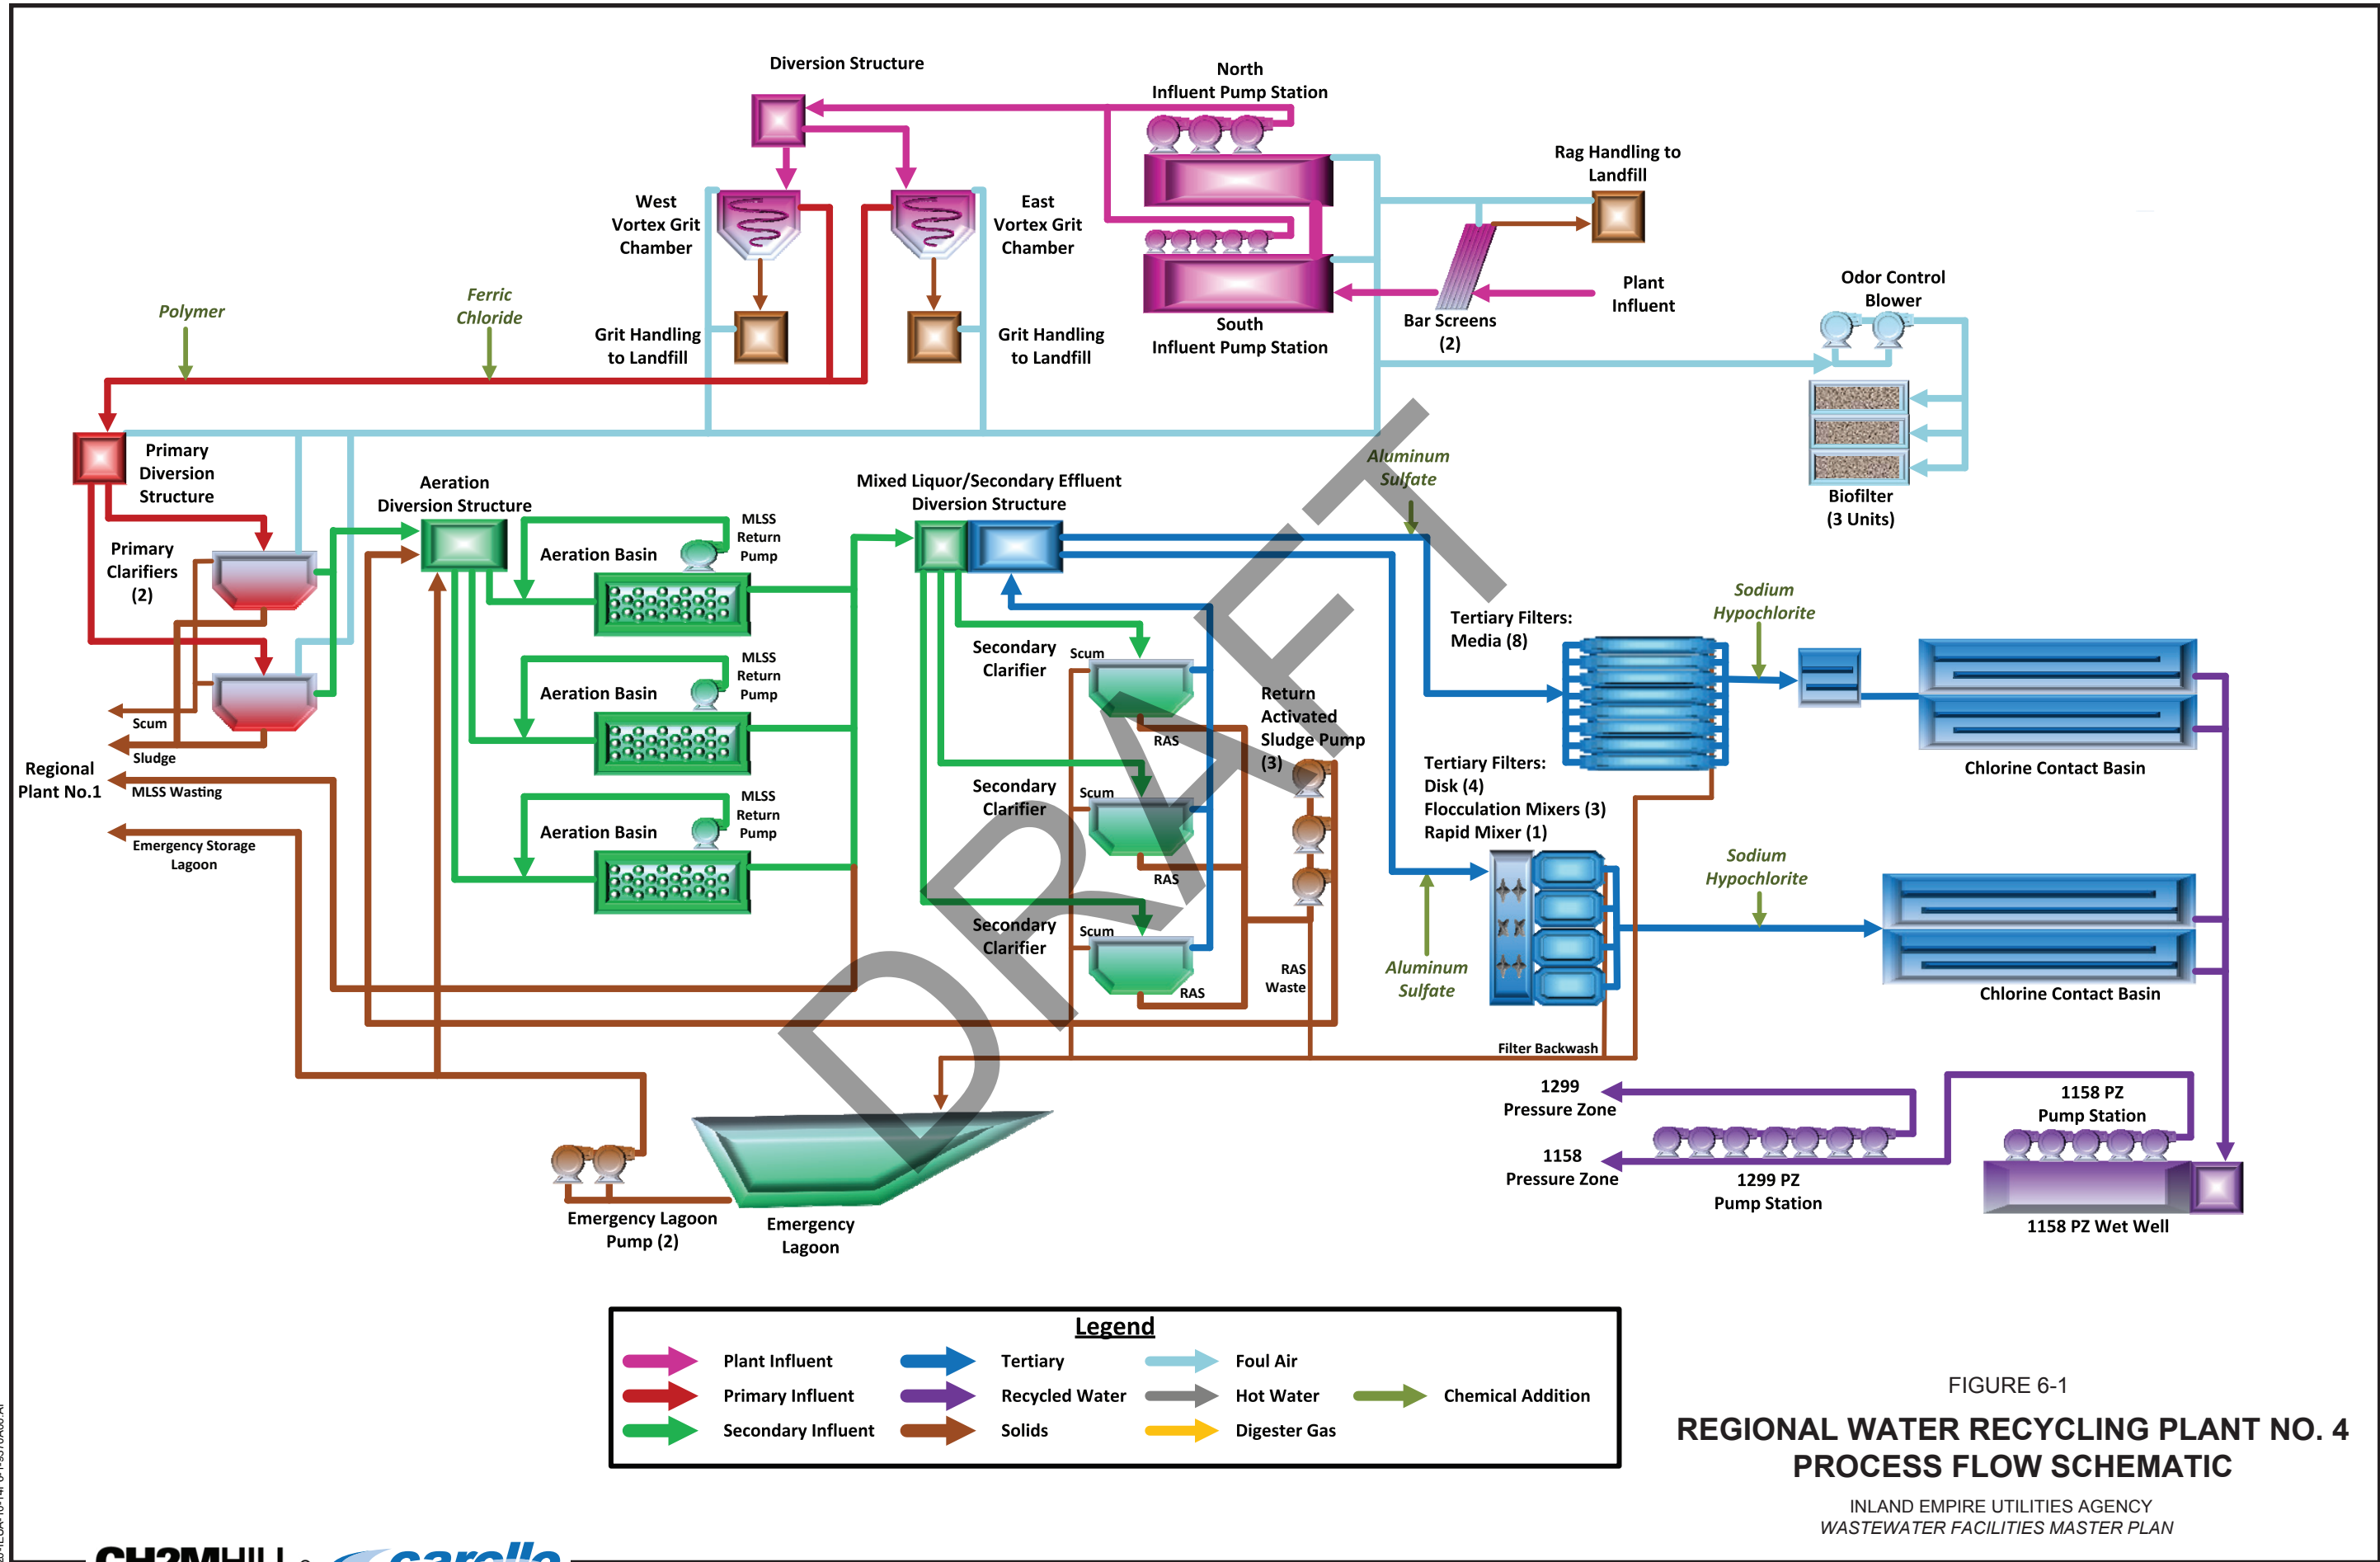 Diversion Structure
North
Influent Pump Station
Rag Handling to
Landfill
West
Vortex Grit
Chamber
East
Vortex Grit
Chamber
Plant
Influent
Odor Control
Blower
Polymer
Ferric
Chloride
Grit Handling
to Landfill
Grit Handling
to Landfill
South
Influent Pump Station
Bar Screens
(2)
Primary
Diversion
Structure
Aeration
Diversion Structure
Mixed Liquor/Secondary Effluent
Diversion Structure
Aluminum
Sulfate
Biofilter
(3 Units)
Primary
Clarifiers
(2)
Aeration Basin
MLSS
Return
Pump
Aeration Basin
MLSS
Return
Pump
Aeration Basin
MLSS
Return
Pump
Scum
Sludge
Regional
Plant No.1
MLSS Wasting
Emergency Storage
Lagoon
Secondary
Clarifier
Scum
RAS
Secondary
Clarifier
Scum
RAS
Secondary
Clarifier
Scum
RAS
Return
Activated
Sludge Pump
(3)
RAS
Waste
Tertiary Filters:
Media (8)
Sodium
Hypochlorite
Chlorine Contact Basin
Tertiary Filters:
Disk (4)
Flocculation Mixers (3)
Rapid Mixer (1)
Sodium
Hypochlorite
Aluminum
Sulfate
Chlorine Contact Basin
Filter Backwash
DRAFT
1299
Pressure Zone
1158
Pressure Zone
1299 PZ
Pump Station
1158 PZ
Pump Station
1158 PZ Wet Well
Emergency Lagoon
Pump (2)
Emergency
Lagoon
Legend
Plant Influent
Primary Influent
Secondary Influent
Tertiary
Recycled Water
Solids
Foul Air
Hot Water
Digester Gas
Chemical Addition
FIGURE 6-1
REGIONAL WATER RECYCLING PLANT NO. 4
PROCESS FLOW SCHEMATIC
INLAND EMPIRE UTILITIES AGENCY
WASTEWATER FACILITIES MASTER PLAN
CH2MHILL
carollo